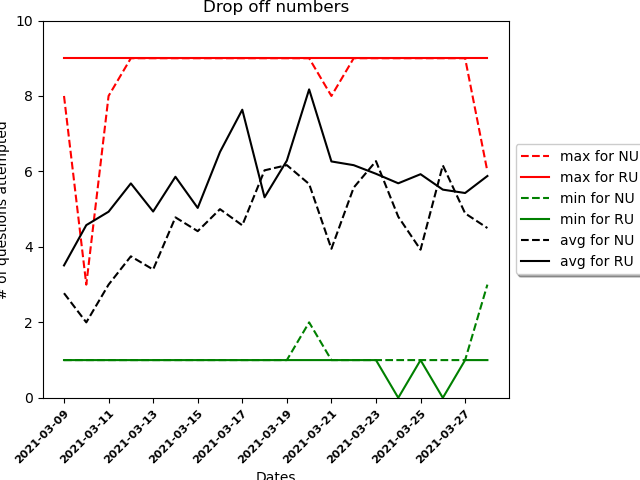 Drop off numbers
# of questions attempted
10
8
6
4
2
0
2021-03-09
2021-03-11
2021-03-13
2021-03-15
2021-03-17
2021-03-19
2021-03-21
2021-03-23
2021-03-25
2021-03-27
Dates
max for NU
max for RU
min for NU
min for RU
avg for NU
avg for RU